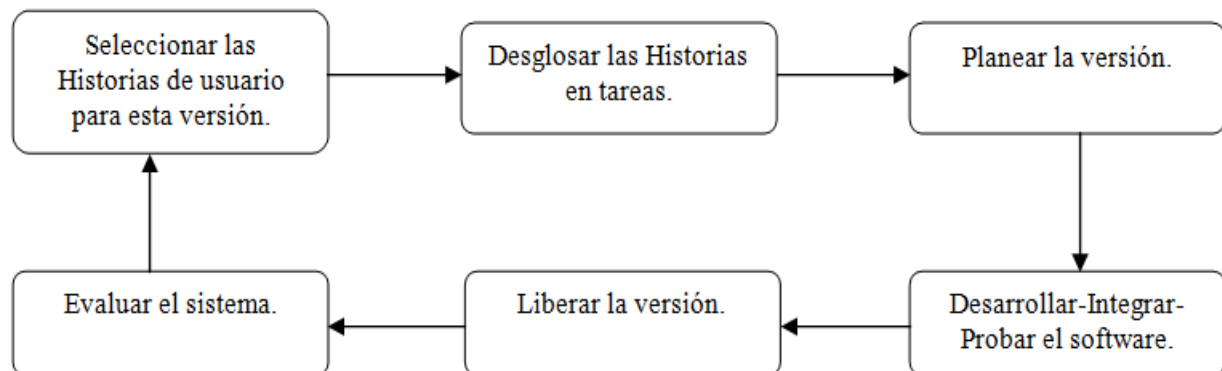 Seleccionar las
Historias de usuario
para esta versión.
Desglosar las Historias
en tareas.
Planear la versión.
Desarrollar-Integrar-
Probar el software.
Liberar la versión.
Evaluar el sistema.